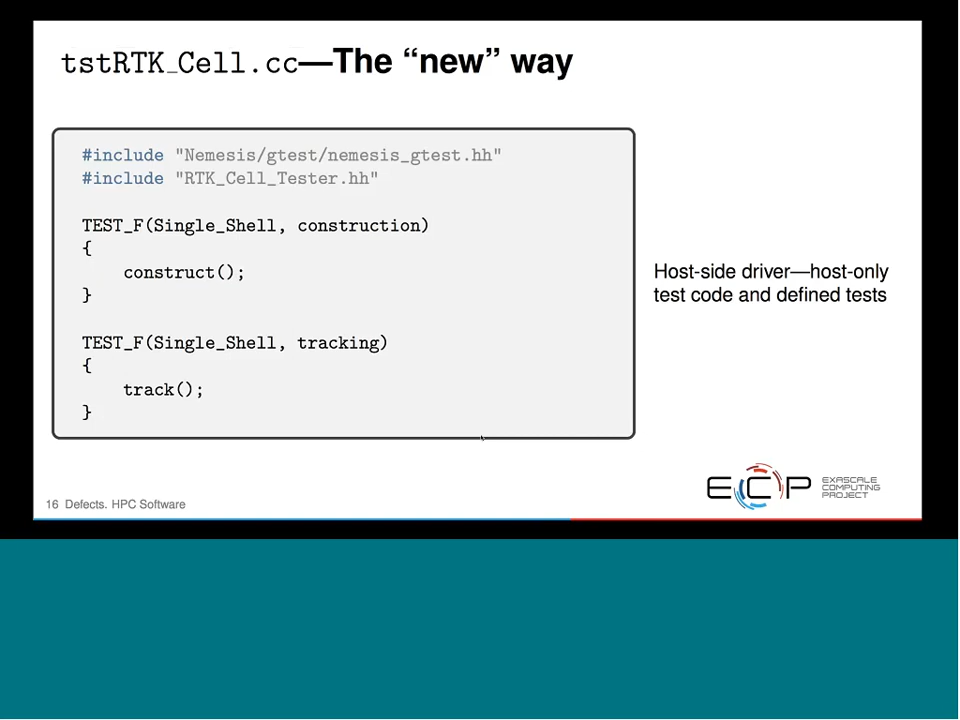 tstRTK_Cell.cc—The “new” way
#include "Nemesis/gtest/nemesis_gtest.hh"
#include "RTK_Cell_Tester.hh"
TEST_F(Single_Shell, construction)
{
construct();
}
TEST_F(Single_Shell, tracking)
{
track();
}
Host-side driver—host-only
test code and defined tests
16 Defects. HPC Software
ECP
EXASCALE
COMPUTING
PROJECT